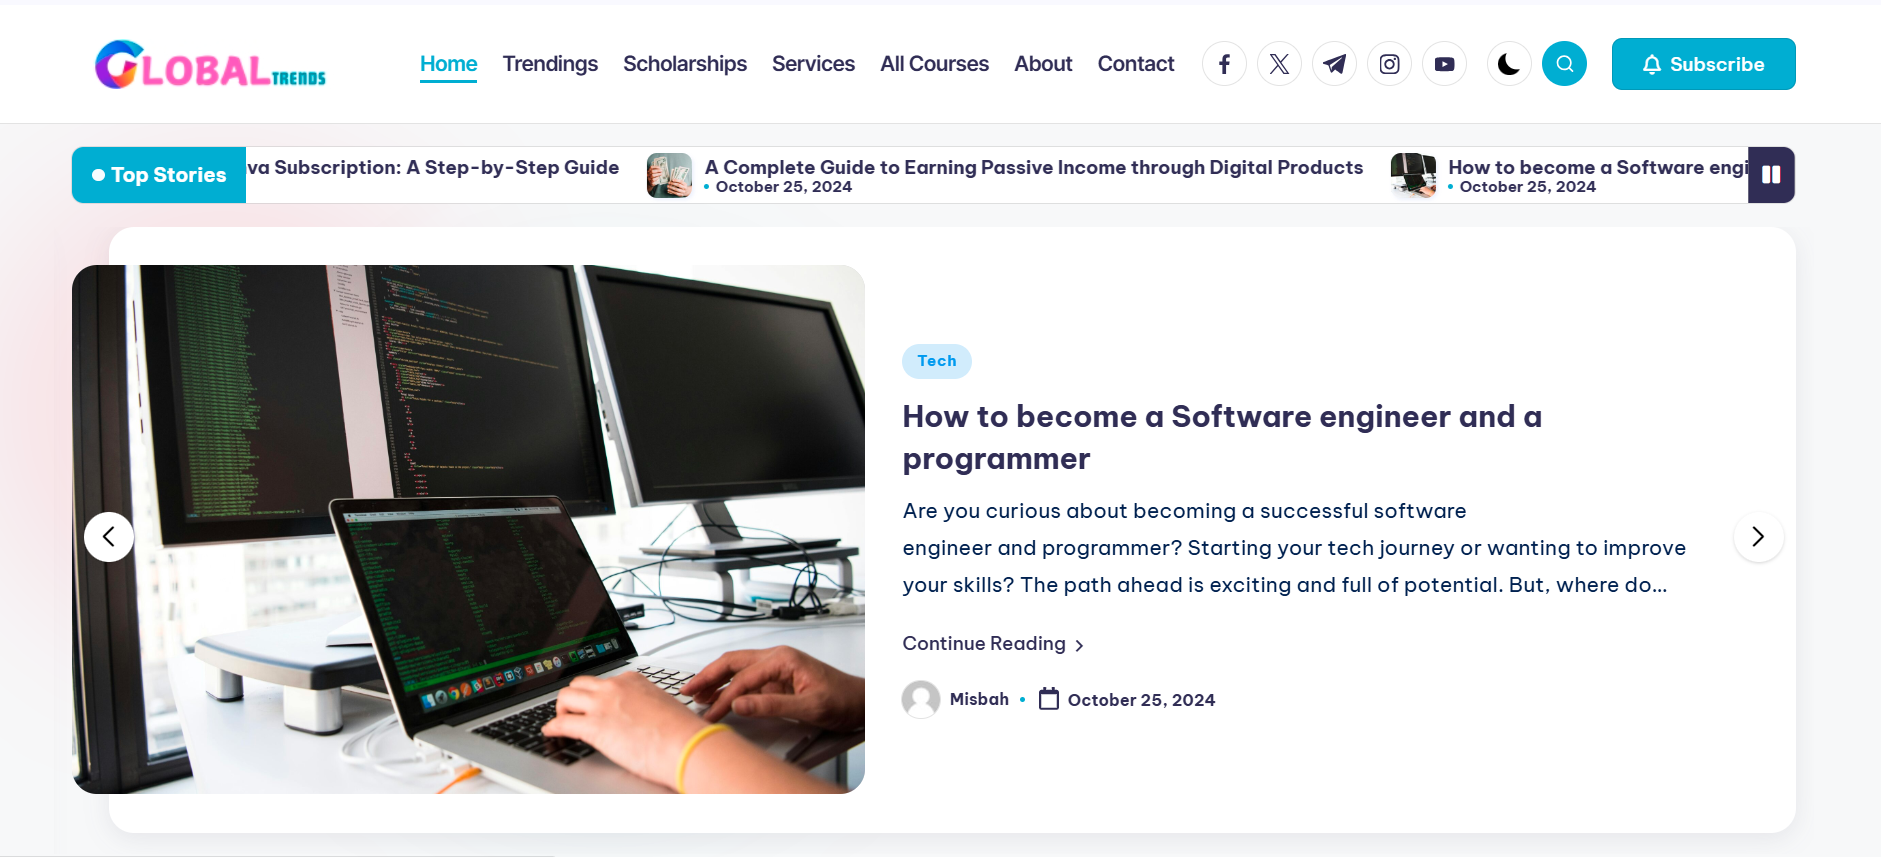 GLOBAL TRENDS
Home Trendings Scholarships Services All Courses About Contact
Subscribe
Top Stories
va Subscription: A Step-by-Step Guide
A Complete Guide to Earning Passive Income through Digital Products
October 25, 2024
How to become a Software engi
October 25, 2024
Tech
How to become a Software engineer and a
programmer
Are you curious about becoming a successful software
engineer and programmer? Starting your tech journey or wanting to improve
your skills? The path ahead is exciting and full of potential. But, where do...
Continue Reading
Misbah
October 25, 2024